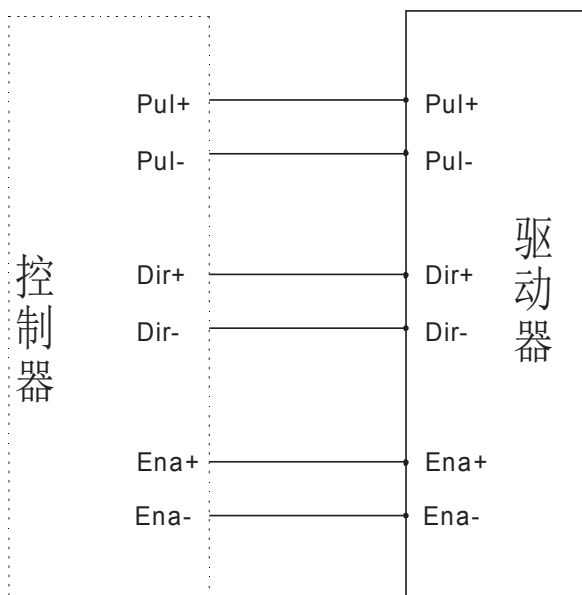 控制器
Pul+
Pul-
Dir+
Dir-
Ena+
Ena-
Pul+
Pul-
Dir+
Dir-
Ena+
Ena-
驱动器